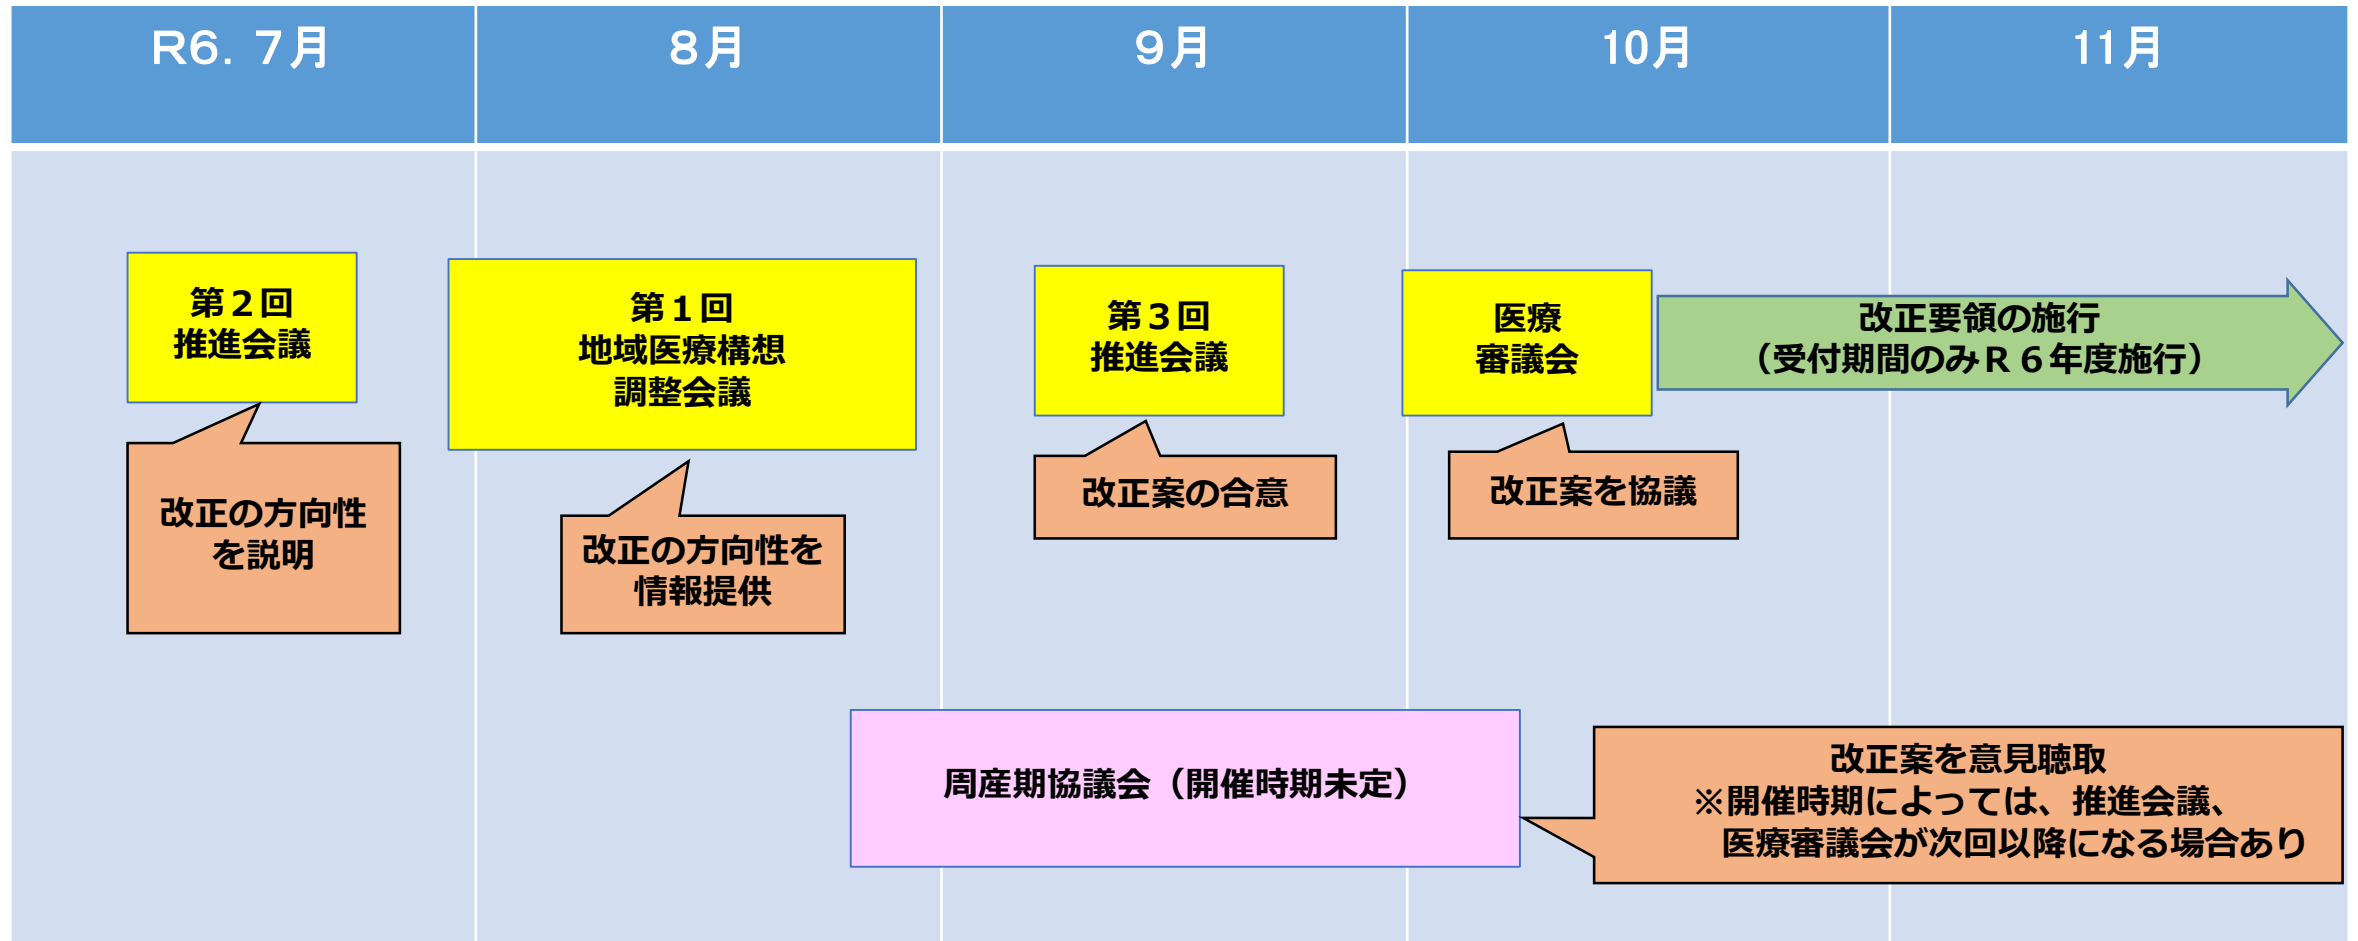 R6. 7月
8月
9月
10月
11月
第２回
推進会議
第１回
地域医療構想
調整会議
第３回
推進会議
医療
審議会
改正要領の施行
（受付期間のみＲ６年度施行）
改正の方向性
を説明
改正の方向性を
情報提供
改正案の合意
改正案を協議
周産期協議会（開催時期未定）
改正案を意見聴取
※開催時期によっては、推進会議、
医療審議会が次回以降になる場合あり